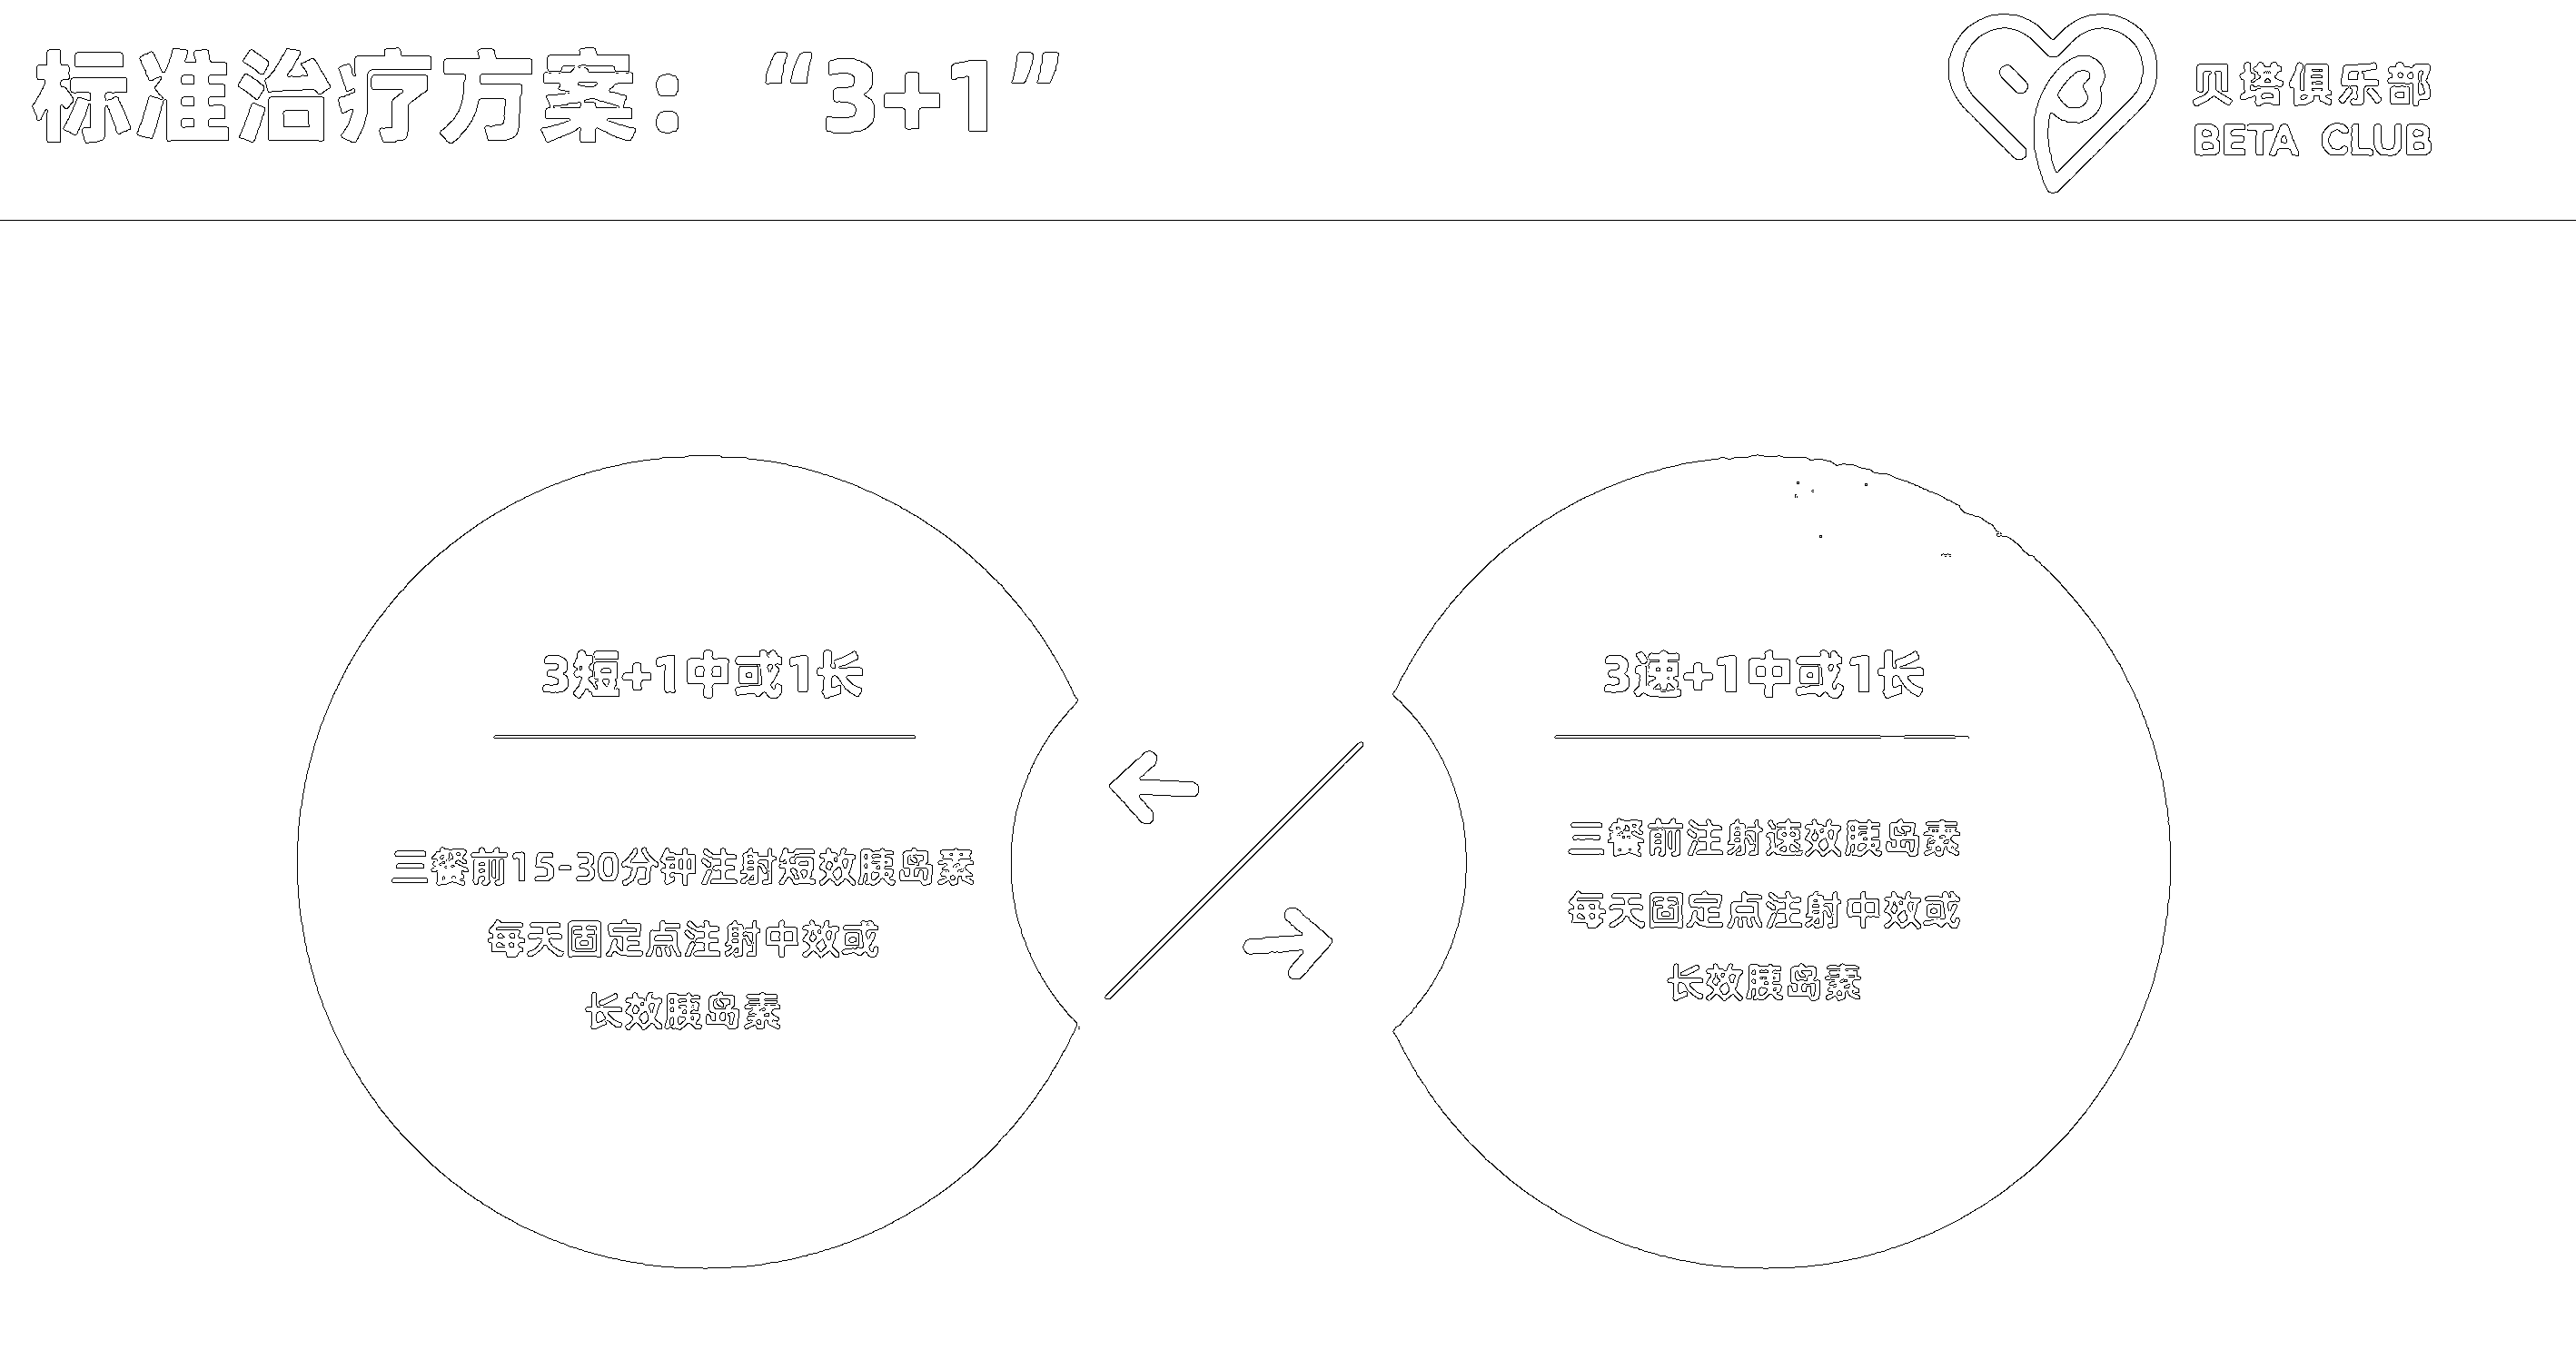 标准治疗方案：“3+1”
贝塔俱乐部
BETA CLUB
3短+1中或1长
三餐前15-30分钟注射短效胰岛素
每天固定点注射中效或
长效胰岛素
3速+1中或1长
三餐前注射速效胰岛素
每天固定点注射中效或
长效胰岛素